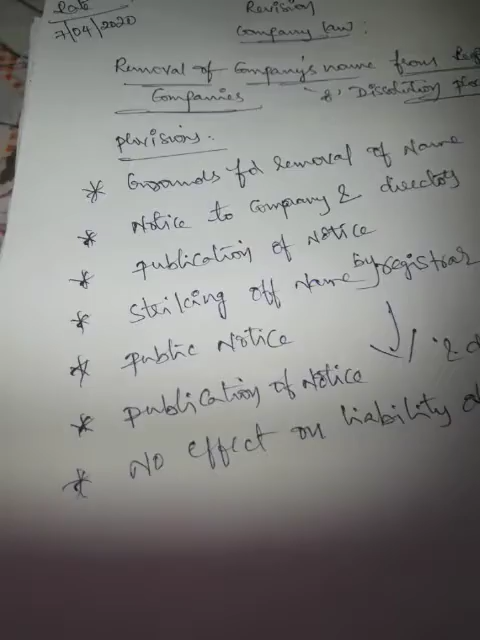 Date
7/04/2020
Revision
Company law:
Removal of Company's name from
Companies & Dissolution
provisions:
* Grounds for removal of Name
* Notice to Company & directors
* publication of Notice
* Striking off Name by registrar
* public Notice
* publication of Notice
* No effect on liability